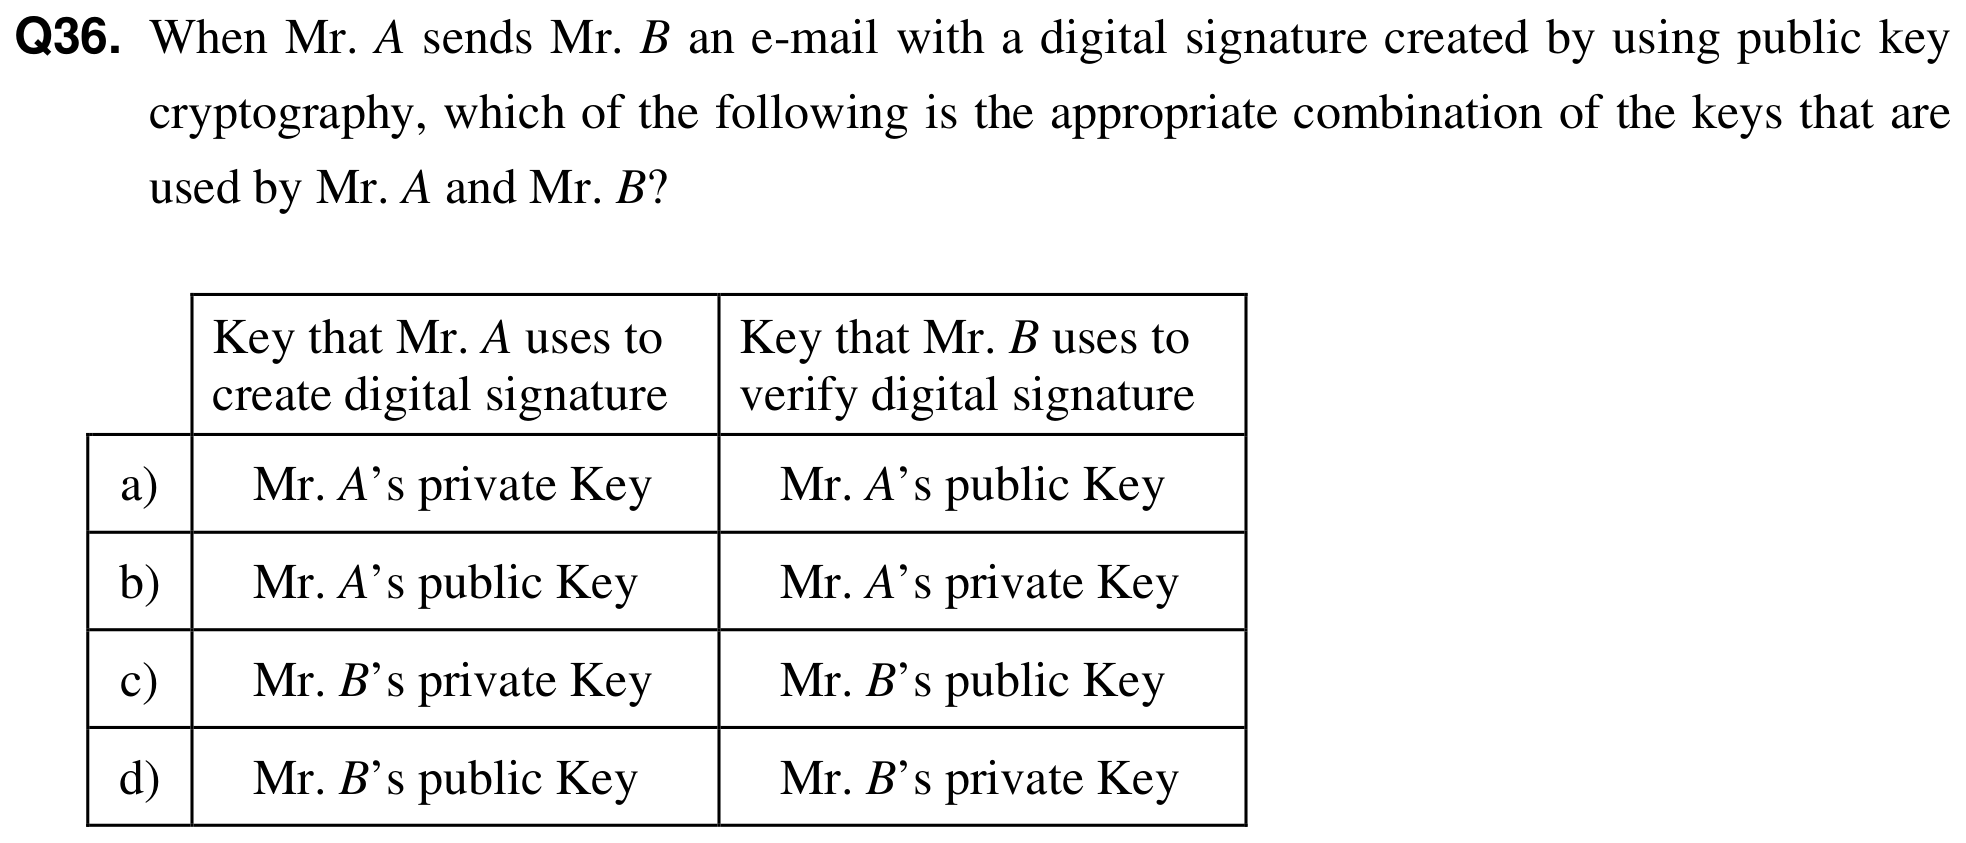 Q36. When Mr. A sends Mr. B an e-mail with a digital signature created by using public key
cryptography, which of the following is the appropriate combination of the keys that are
used by Mr. A and Mr. B?
Key that Mr. A uses to create digital signature Key that Mr. B uses to verify digital signature
a) Mr. A’s private Key Mr. A’s public Key
b) Mr. A’s public Key Mr. A’s private Key
c) Mr. B’s private Key Mr. B’s public Key
d) Mr. B’s public Key Mr. B’s private Key